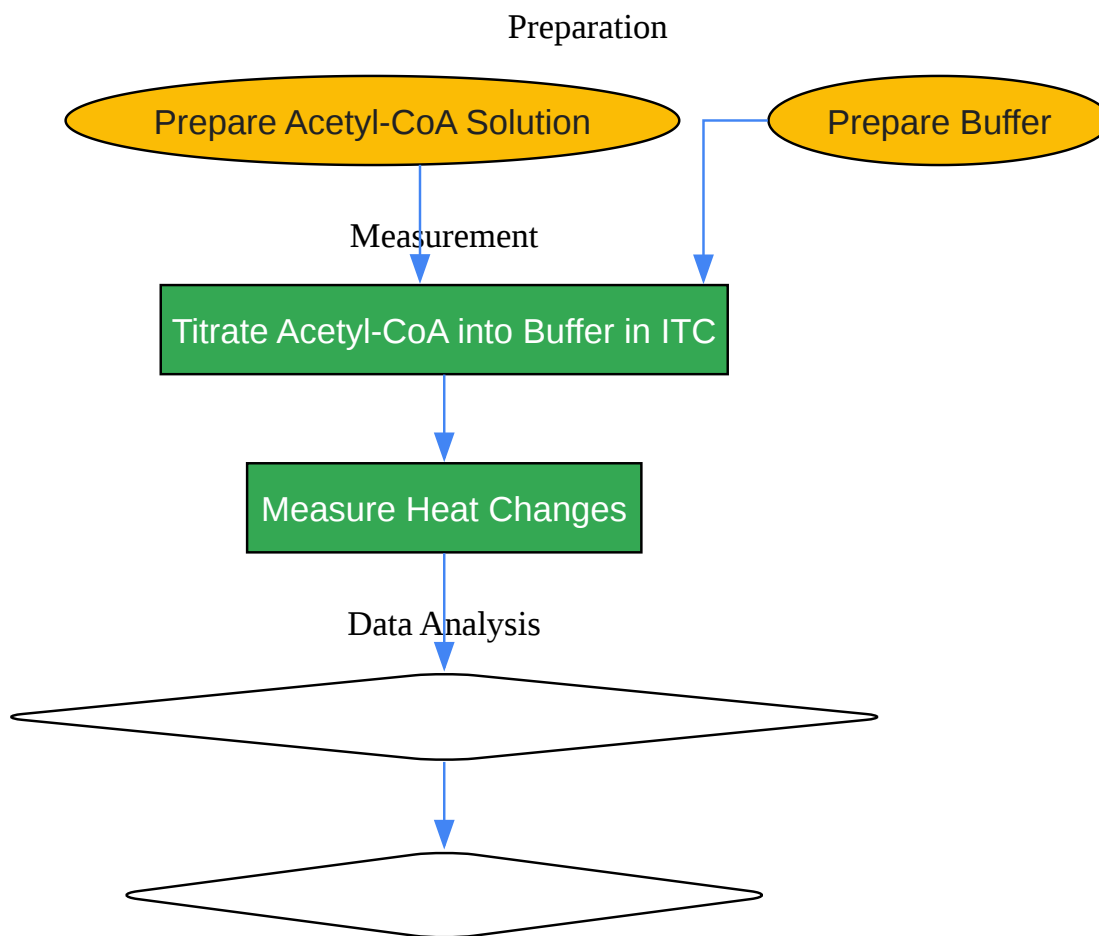 Preparation
Prepare Acetyl-CoA Solution
Prepare Buffer
Measurement
Titrate Acetyl-CoA into Buffer in ITC
Measure Heat Changes
Data Analysis